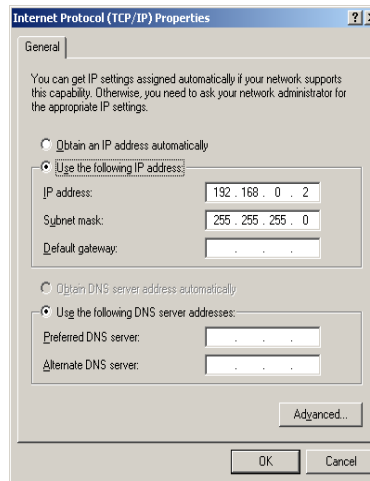 Internet Protocol (TCP/IP) Properties
General
You can get IP settings assigned automatically if your network supports
this capability. Otherwise, you need to ask your network administrator for
the appropriate IP settings.
Obtain an IP address automatically
Use the following IP address:
IP address: 192 . 168 . 0 . 2
Subnet mask: 255 . 255 . 255 . 0
Default gateway: . . .
Obtain DNS server address automatically
Use the following DNS server addresses:
Preferred DNS server: . . .
Alternate DNS server: . . .
Advanced...
OK Cancel